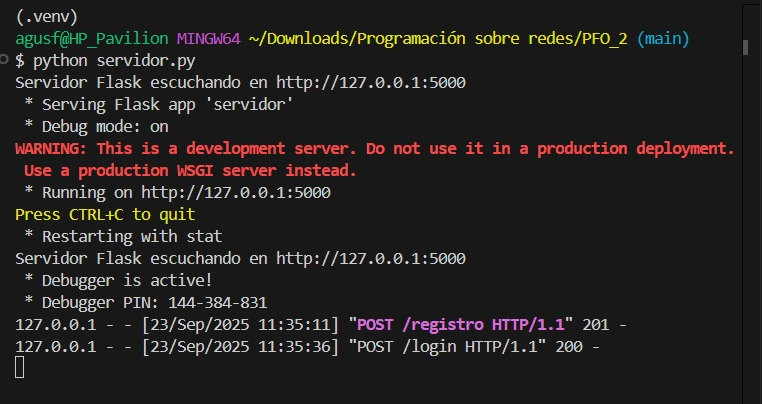 (.venv)
agusf@HP_Pavilion MINGW64 ~/Downloads/Programación sobre redes/PFO_2 (main)
$ python servidor.py
Servidor Flask escuchando en http://127.0.0.1:5000
 * Serving Flask app 'servidor'
 * Debug mode: on
WARNING: This is a development server. Do not use it in a production deployment.
 Use a production WSGI server instead.
 * Running on http://127.0.0.1:5000
Press CTRL+C to quit
 * Restarting with stat
Servidor Flask escuchando en http://127.0.0.1:5000
 * Debugger is active!
 * Debugger PIN: 144-384-831
127.0.0.1 - - [23/Sep/2025 11:35:11] "POST /registro HTTP/1.1" 201 -
127.0.0.1 - - [23/Sep/2025 11:35:36] "POST /login HTTP/1.1" 200 -